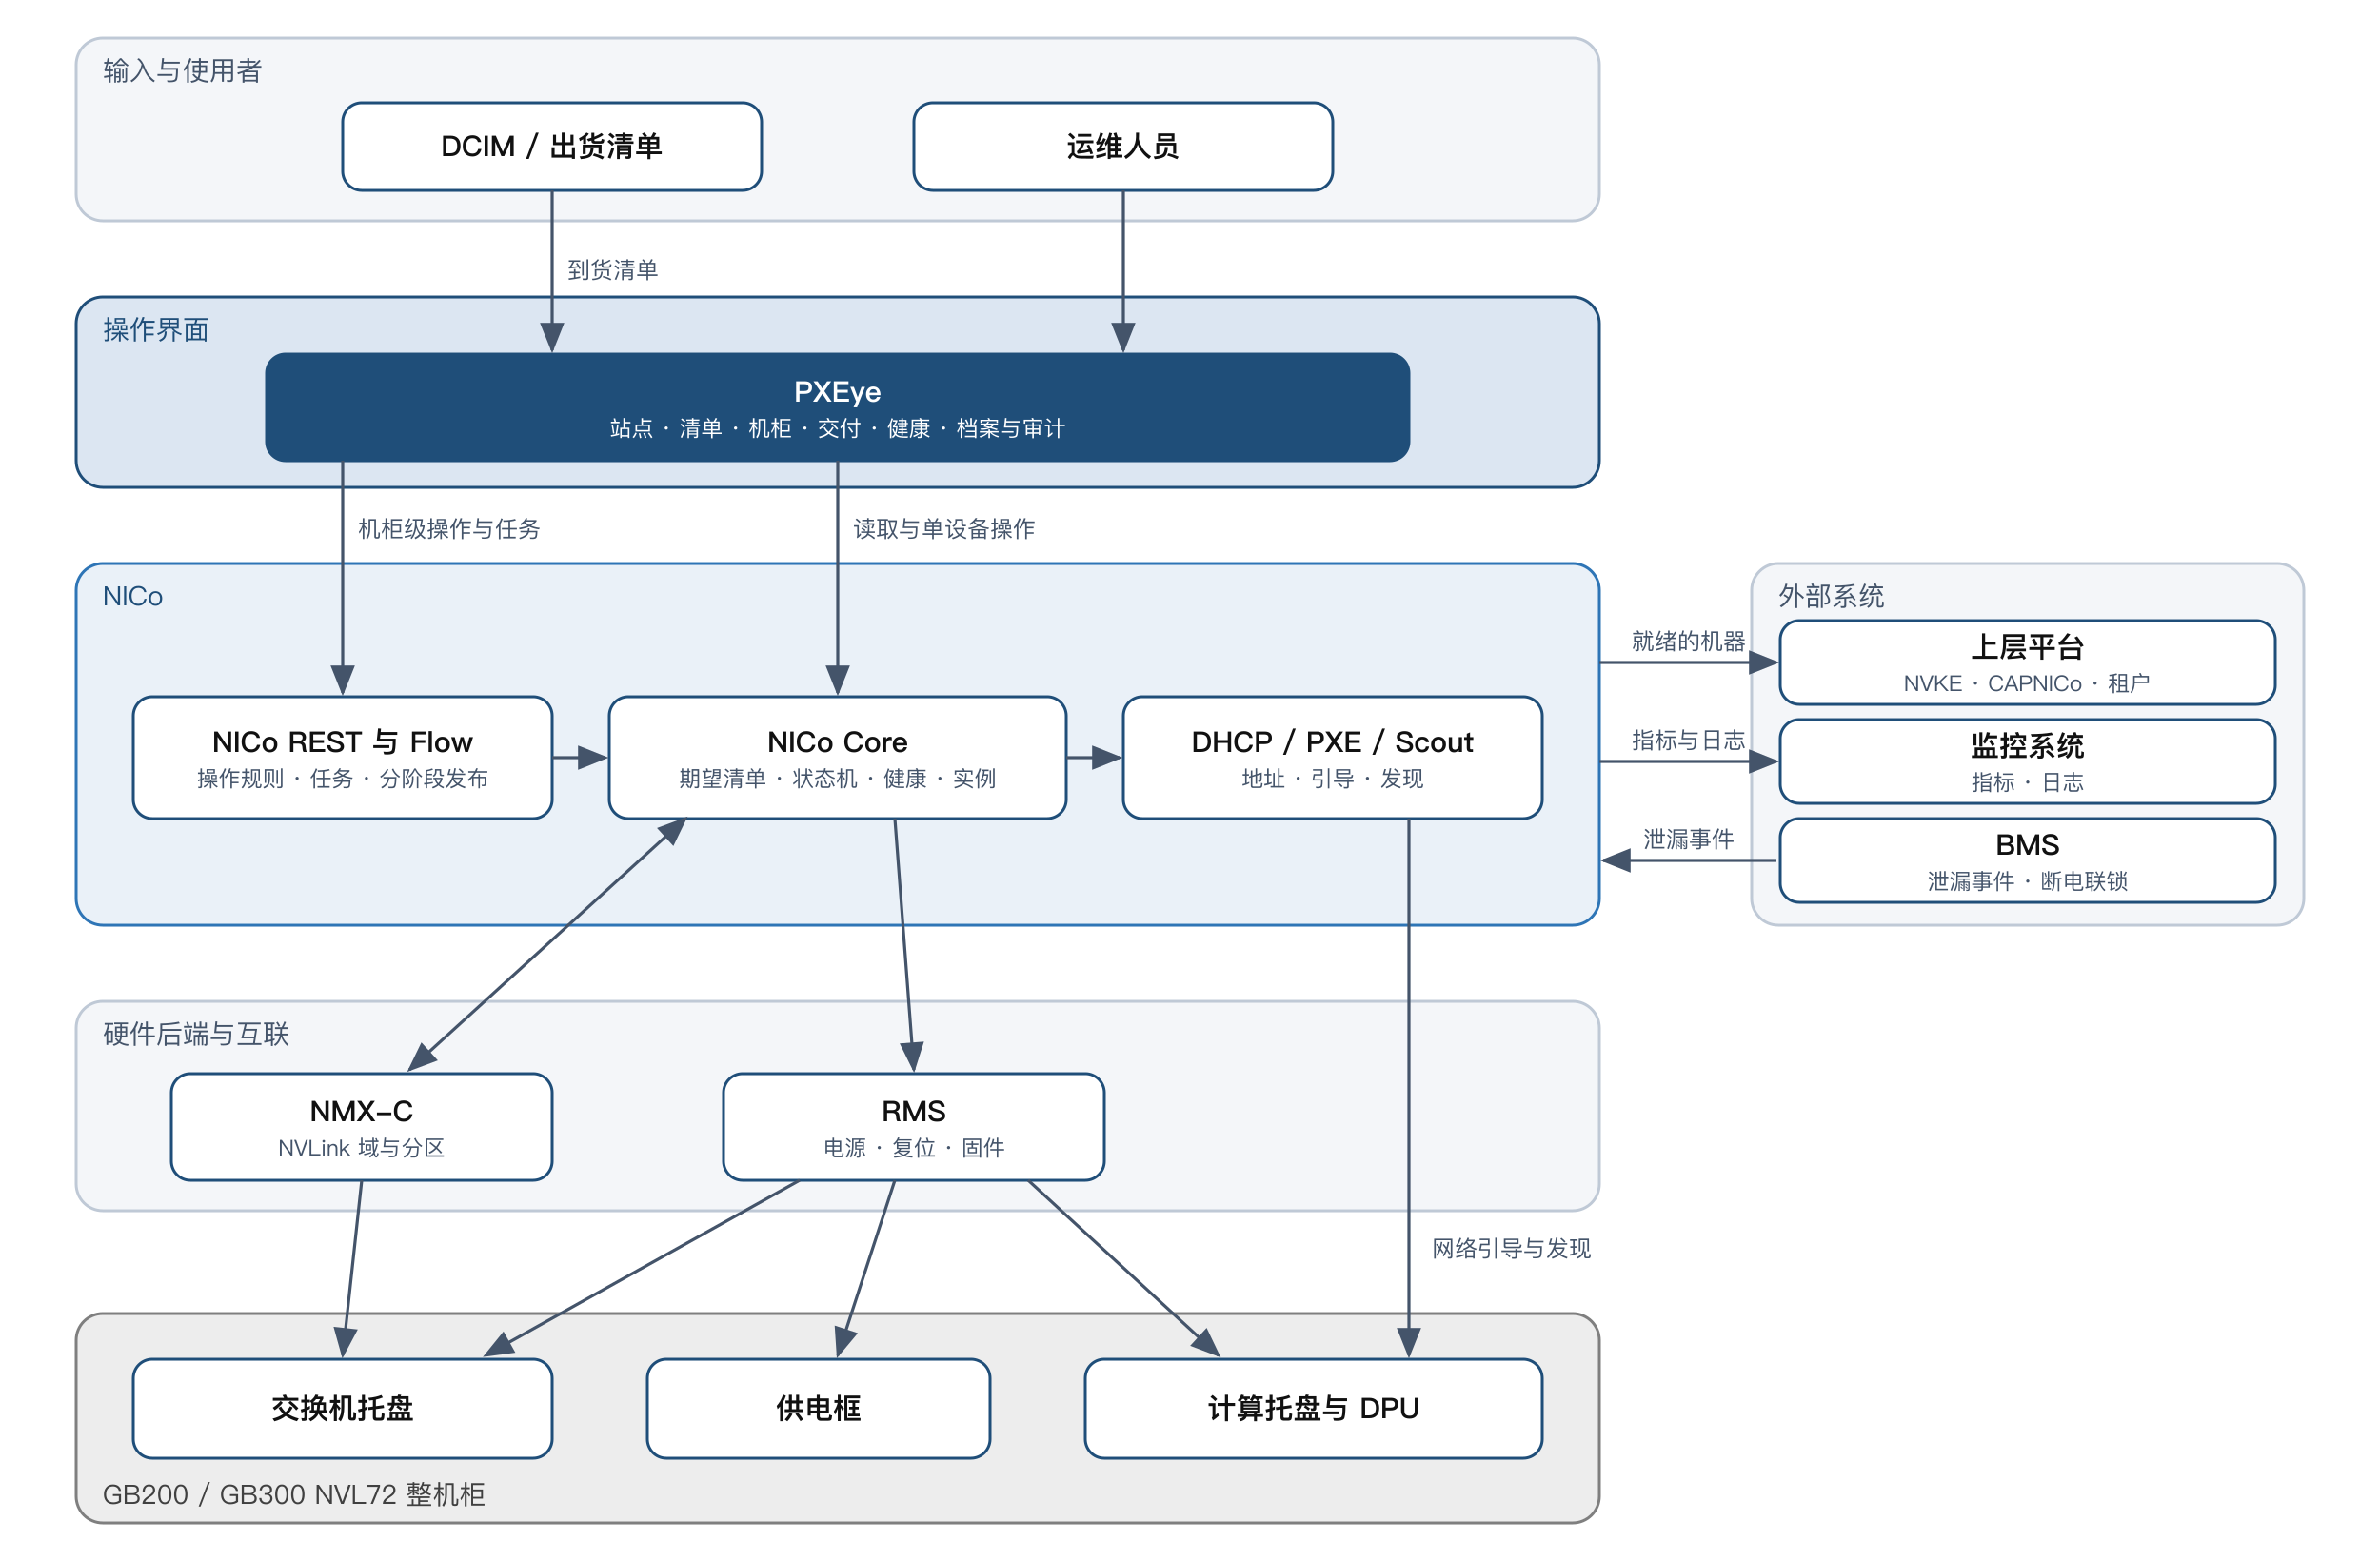 输入与使用者
DCIM / 出货清单
运维人员
到货清单
操作界面
PXEye
站点 · 清单 · 机柜 · 交付 · 健康 · 档案与审计
机柜级操作与任务
读取与单设备操作
NICo
NICo REST 与 Flow
操作规则 · 任务 · 分阶段发布
NICo Core
期望清单 · 状态机 · 健康 · 实例
DHCP / PXE / Scout
地址 · 引导 · 发现
外部系统
就绪的机器
上层平台
NVKE · CAPNICo · 租户
指标与日志
监控系统
指标 · 日志
泄漏事件
BMS
泄漏事件 · 断电联锁
硬件后端与互联
NMX-C
NVLink 域与分区
RMS
电源 · 复位 · 固件
网络引导与发现
交换机托盘
供电框
计算托盘与 DPU
GB200 / GB300 NVL72 整机柜